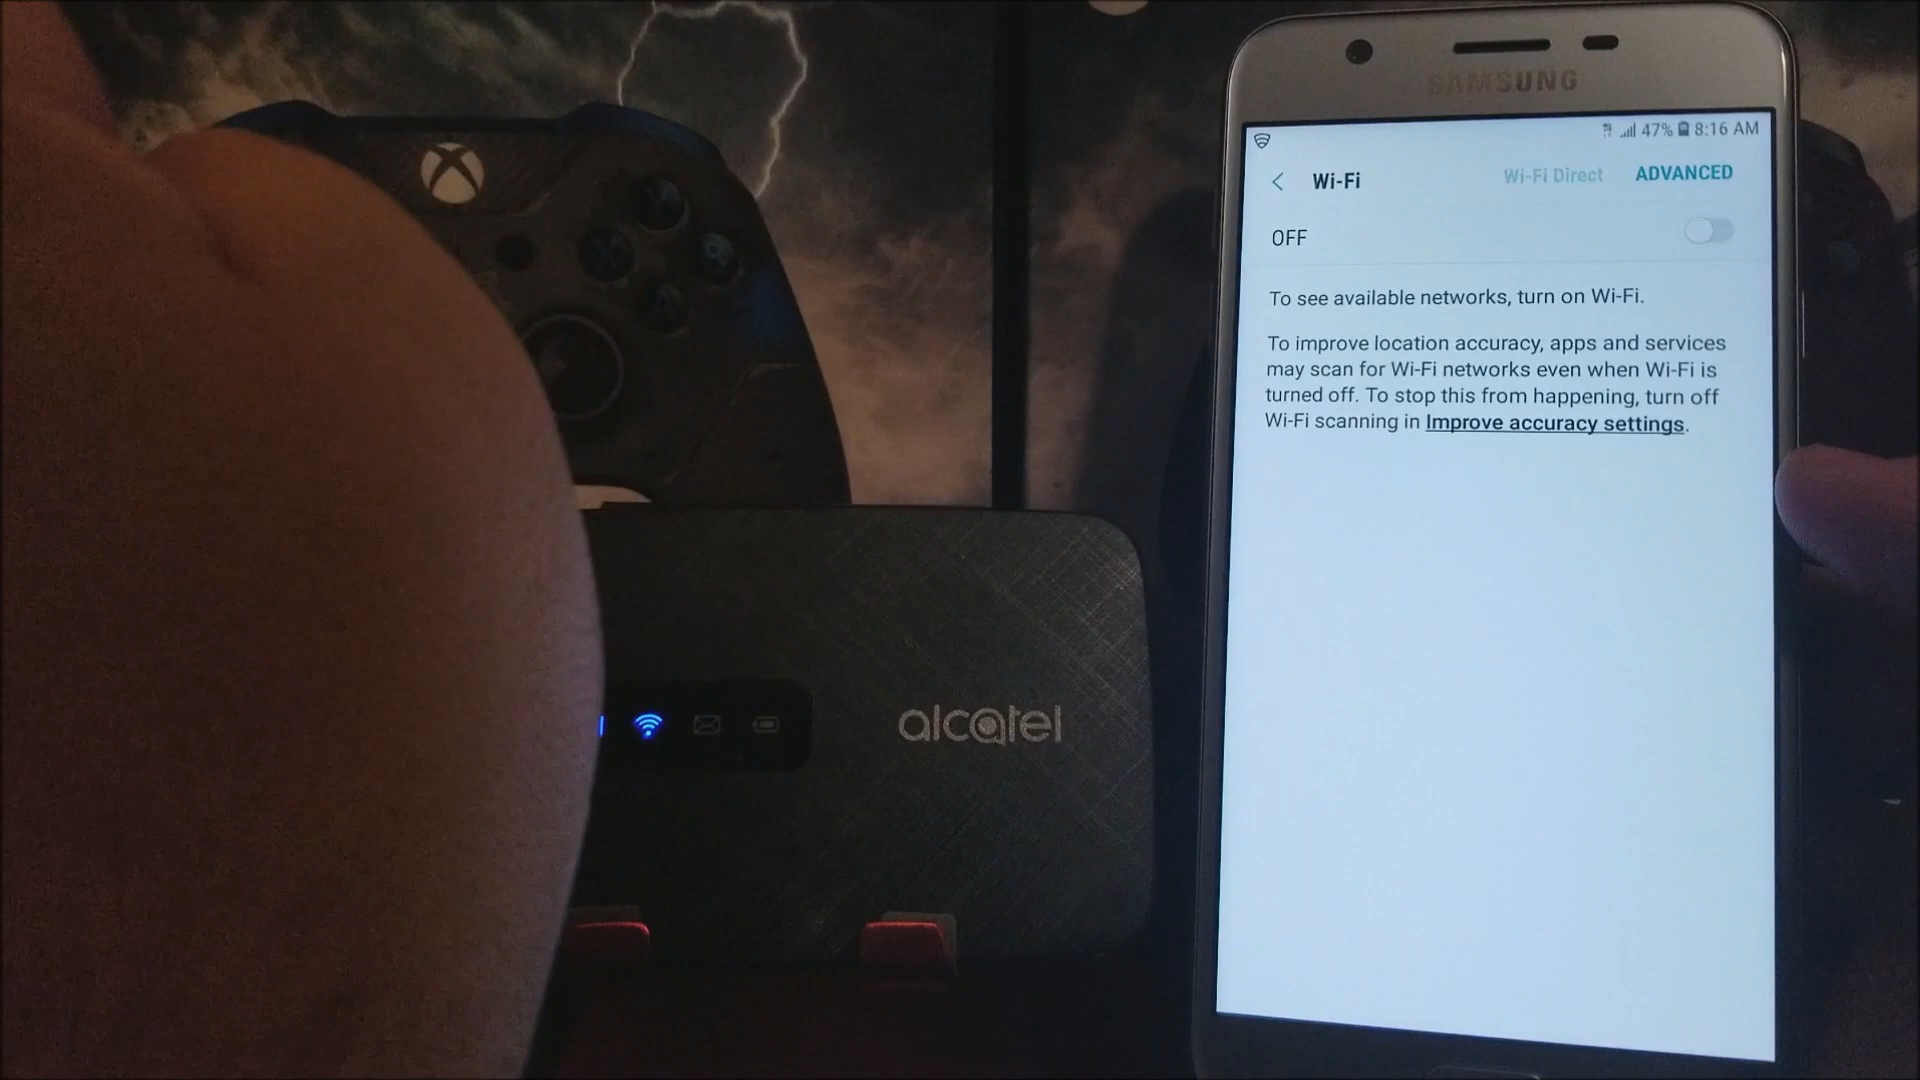 SAMSUNG
47% 8:16 AM
Wi-Fi Wi-Fi Direct ADVANCED
OFF
To see available networks, turn on Wi-Fi.
To improve location accuracy, apps and services
may scan for Wi-Fi networks even when Wi-Fi is
turned off. To stop this from happening, turn off
Wi-Fi scanning in Improve accuracy settings.
Y
X
B
A
alcatel